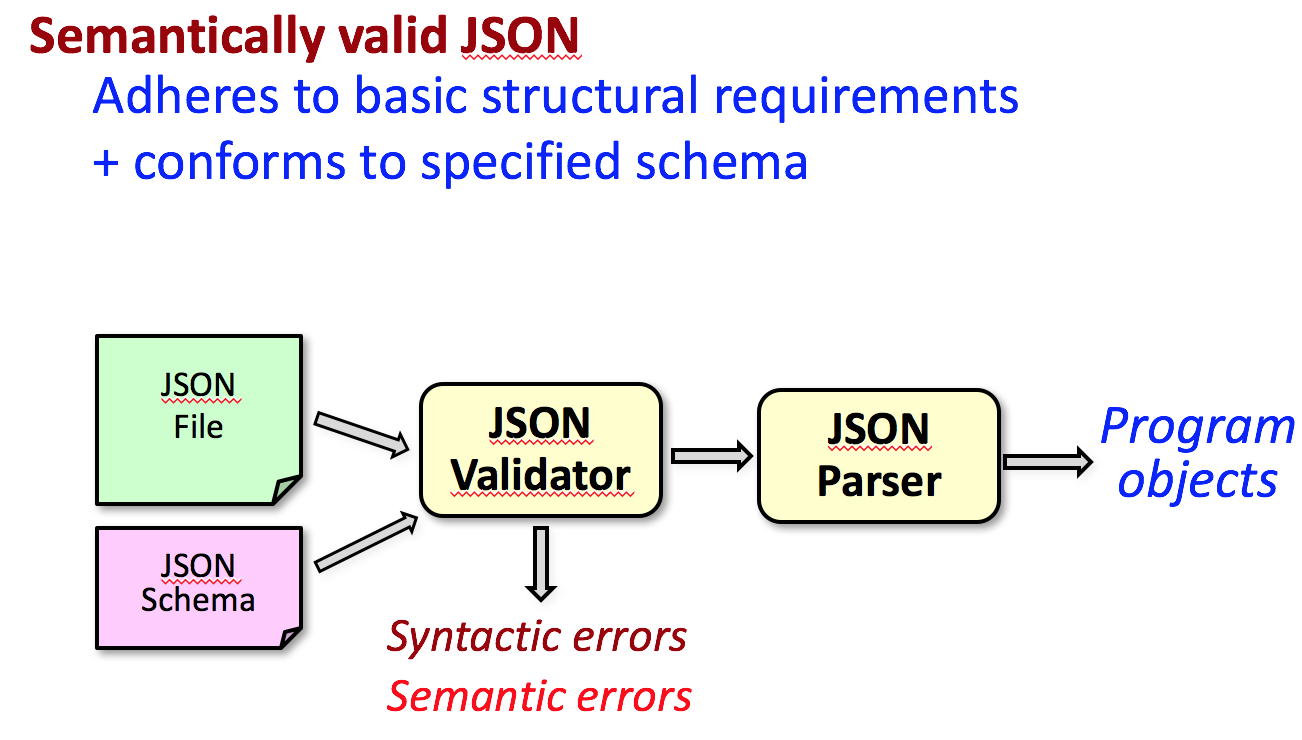 Semantically valid JSON
Adheres to basic structural requirements
+ conforms to specified schema
JSON
File
JSON
Schema
JSON
Validator
JSON
Parser
Program
objects
Syntactic errors
Semantic errors